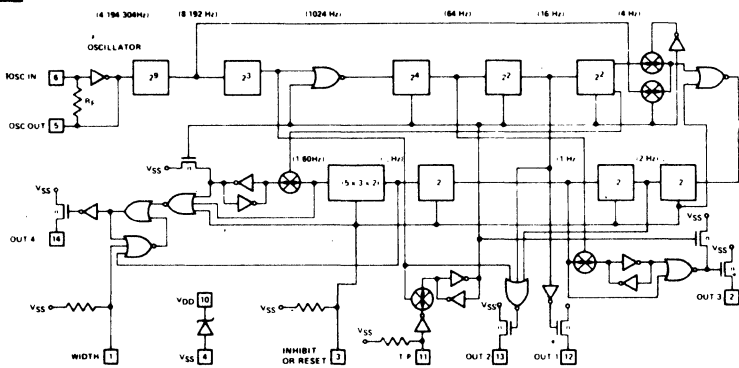 (4 194 304Hz) (8 192 Hz) (1024 Hz) (64 Hz) (16 Hz) (4 Hz)
OSCILLATOR
OSC IN 6 2⁹ 2³ 2⁴ 2² 2²
RF
OSC OUT 5
VSS n
(1 60Hz) (1 Hz) (2 Hz)
(5 x 3 x 2) 2 2 2
VSS
n
OUT 4
14
VSS
n
n
OUT 3 2
VSS VDD 10 VSS VSS VSS
n n
WIDTH 1 VSS 4 INHIBIT OR RESET 3 T P 11 OUT 2 13 OUT 1 12